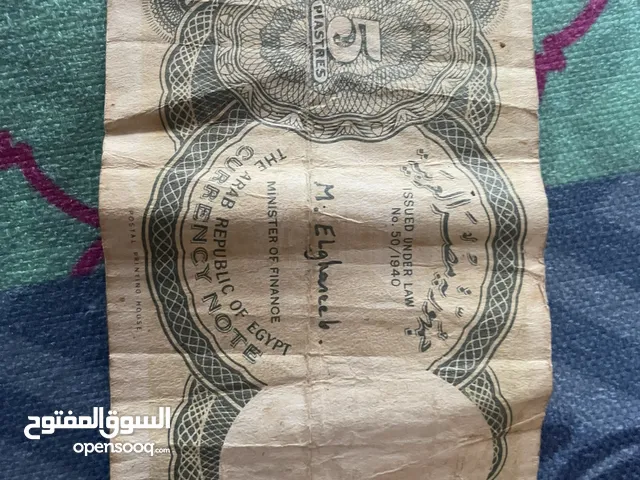 5
PIASTRES
جمهورية مصر العربية
ISSUED UNDER LAW
No. 50/1940
M. Elghareeb.
MINISTER OF FINANCE
THE ARAB REPUBLIC OF EGYPT
CURRENCY NOTE
POSTAL PRINTING HOUSE.
السوق المفتوح
opensooq.com